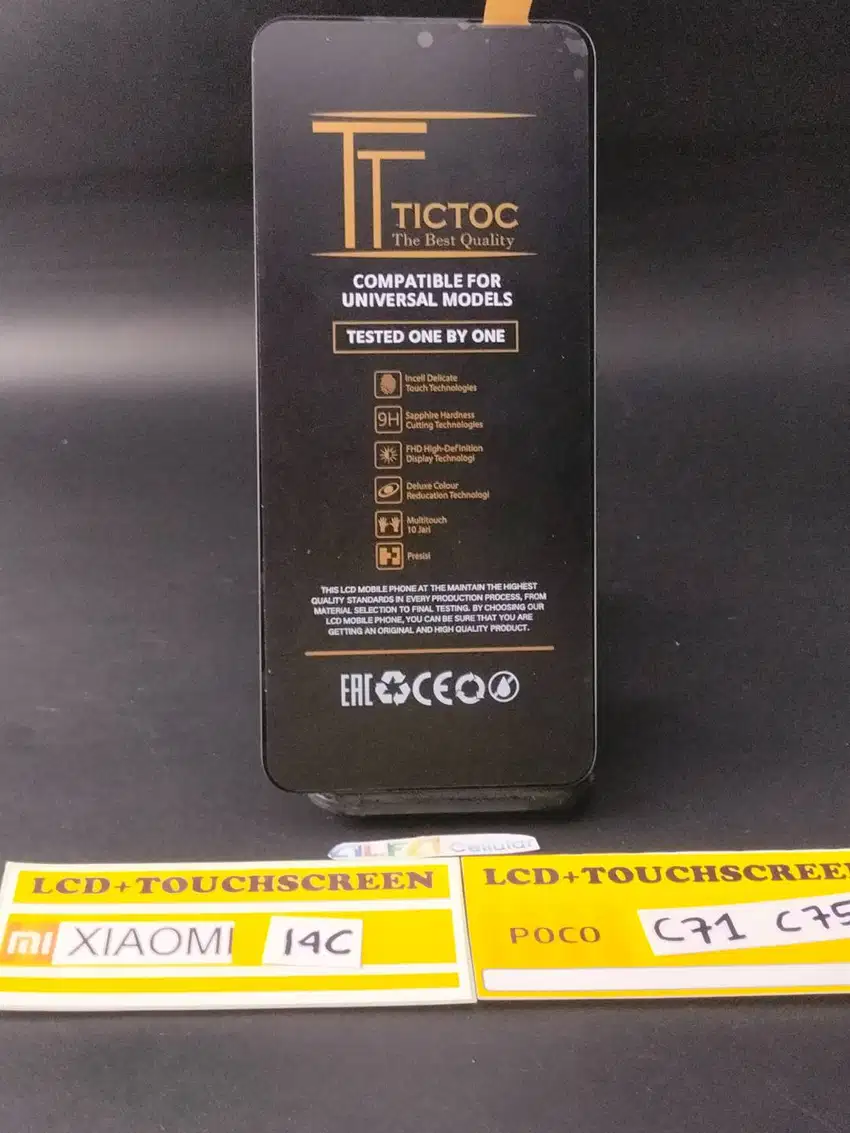 TT
TICTOC
The Best Quality
COMPATIBLE FOR
UNIVERSAL MODELS
TESTED ONE BY ONE
Incell Delicate
Touch Technologies
9H
Sapphire Hardness
Cutting Technologies
FHD High-Definition
Display Technologi
Deluxe Colour
Reducation Technologi
Multitouch
10 Jari
Presisi
THIS LCD MOBILE PHONE AT THE MAINTAIN THE HIGHEST
QUALITY STANDARDS IN EVERY PRODUCTION PROCESS, FROM
MATERIAL SELECTION TO FINAL TESTING. BY CHOOSING OUR
LCD MOBILE PHONE, YOU CAN BE SURE THAT YOU ARE
GETTING AN ORIGINAL AND HIGH QUALITY PRODUCT.
EAC CE
ALFA Cellular
LCD+TOUCHSCREEN
mi XIAOMI 14C
LCD+TOUCHSCREEN
POCO C71 C75